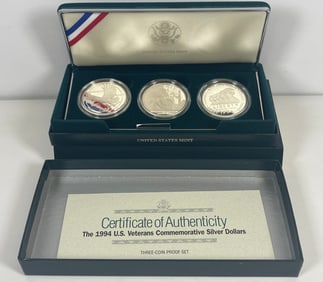 UNITED STATES MINT
Certificate of Authenticity
The 1994 U.S. Veterans Commemorative Silver Dollars
THREE-COIN PROOF SET